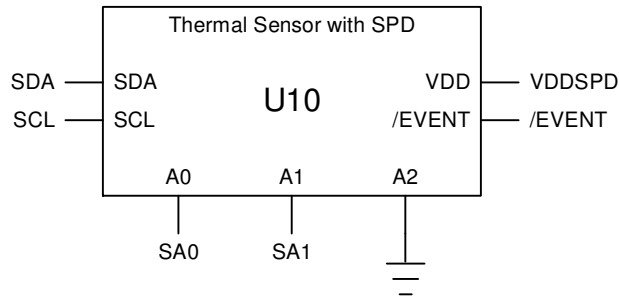 Thermal Sensor with SPD
SDA SDA VDD VDDSPD
U10
SCL SCL /EVENT /EVENT
A0 A1 A2
SA0 SA1